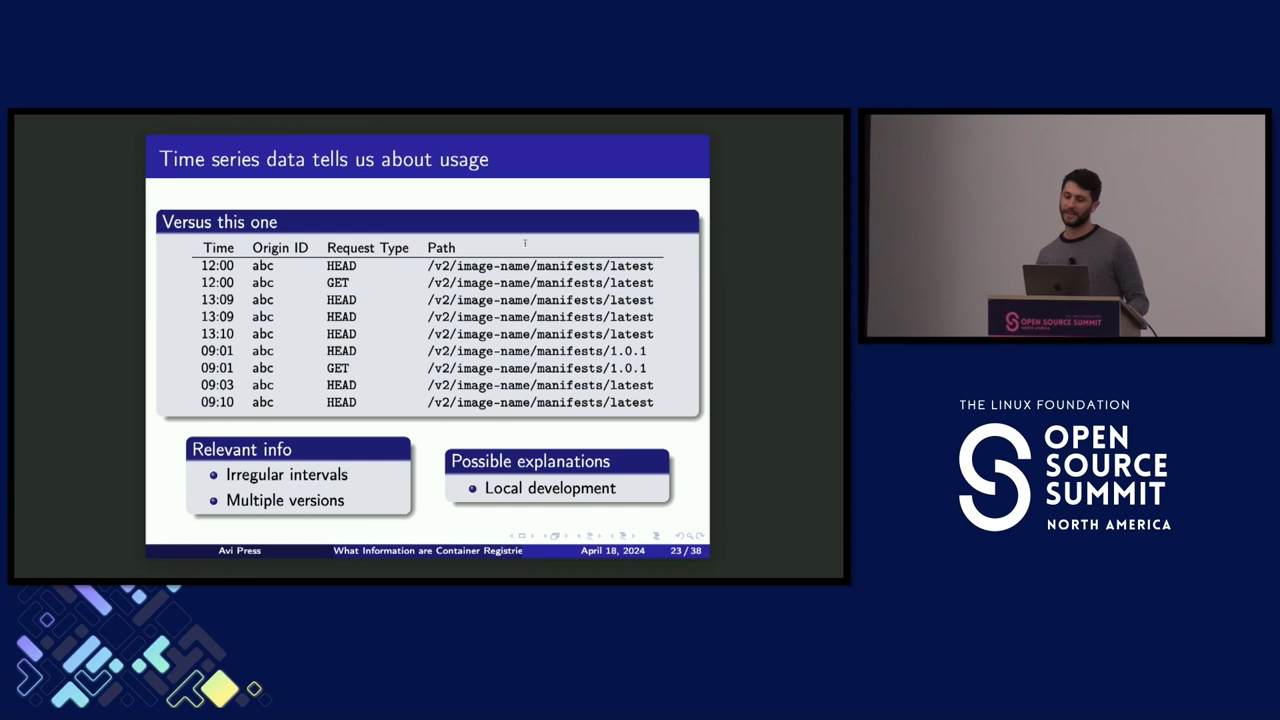 Time series data tells us about usage
Versus this one
Time Origin ID Request Type Path
12:00 abc HEAD /v2/image-name/manifests/latest
12:00 abc GET /v2/image-name/manifests/latest
13:09 abc HEAD /v2/image-name/manifests/latest
13:09 abc HEAD /v2/image-name/manifests/latest
13:10 abc HEAD /v2/image-name/manifests/latest
09:01 abc HEAD /v2/image-name/manifests/1.0.1
09:01 abc GET /v2/image-name/manifests/1.0.1
09:03 abc HEAD /v2/image-name/manifests/latest
09:10 abc HEAD /v2/image-name/manifests/latest
Relevant info
Irregular intervals
Multiple versions
Possible explanations
Local development
Avi Press What Information are Container Registrie April 18, 2024 23 / 38
OPEN SOURCE SUMMIT
NORTH AMERICA
THE LINUX FOUNDATION
OPEN
SOURCE
SUMMIT
NORTH AMERICA